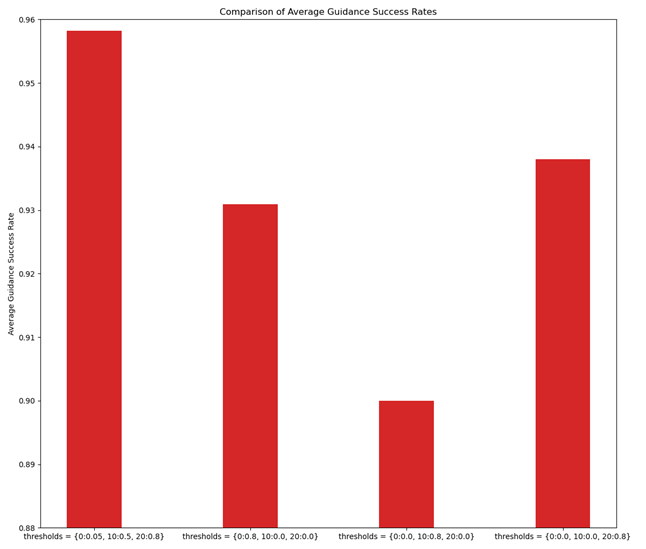 Comparison of Average Guidance Success Rates
Average Guidance Success Rate
0.96
0.95
0.94
0.93
0.92
0.91
0.90
0.89
0.88
thresholds = {0:0.05, 10:0.5, 20:0.8}
thresholds = {0:0.8, 10:0.0, 20:0.0}
thresholds = {0:0.0, 10:0.8, 20:0.0}
thresholds = {0:0.0, 10:0.0, 20:0.8}